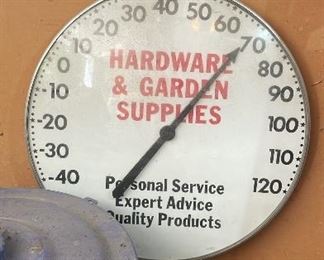 30 40 50
20 60
10 70
0 HARDWARE 80
-10 & GARDEN 90
-20 SUPPLIES 100
-30 110
-40 Personal Service 120
Expert Advice
Quality Products